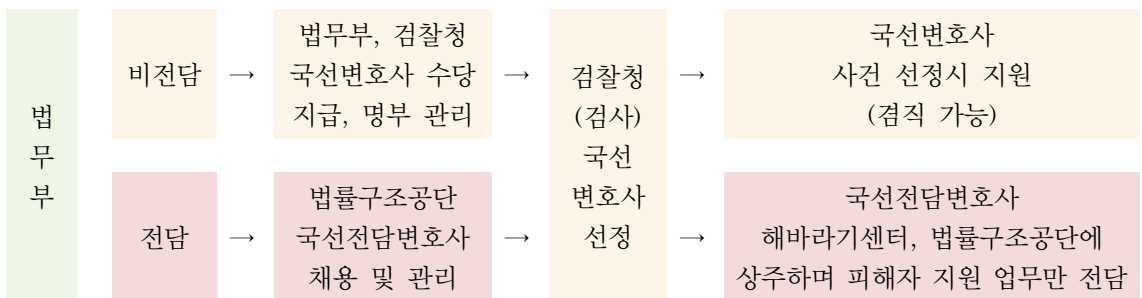 법
무
부
비전담
→
법무부, 검찰청
국선변호사 수당
지급, 명부 관리
→
검찰청
(검사)
국선
변호사
선정
→
국선변호사
사건 선정시 지원
(겸직 가능)
전담
→
법률구조공단
국선전담변호사
채용 및 관리
→
→
국선전담변호사
해바라기센터, 법률구조공단에
상주하며 피해자 지원 업무만 전담